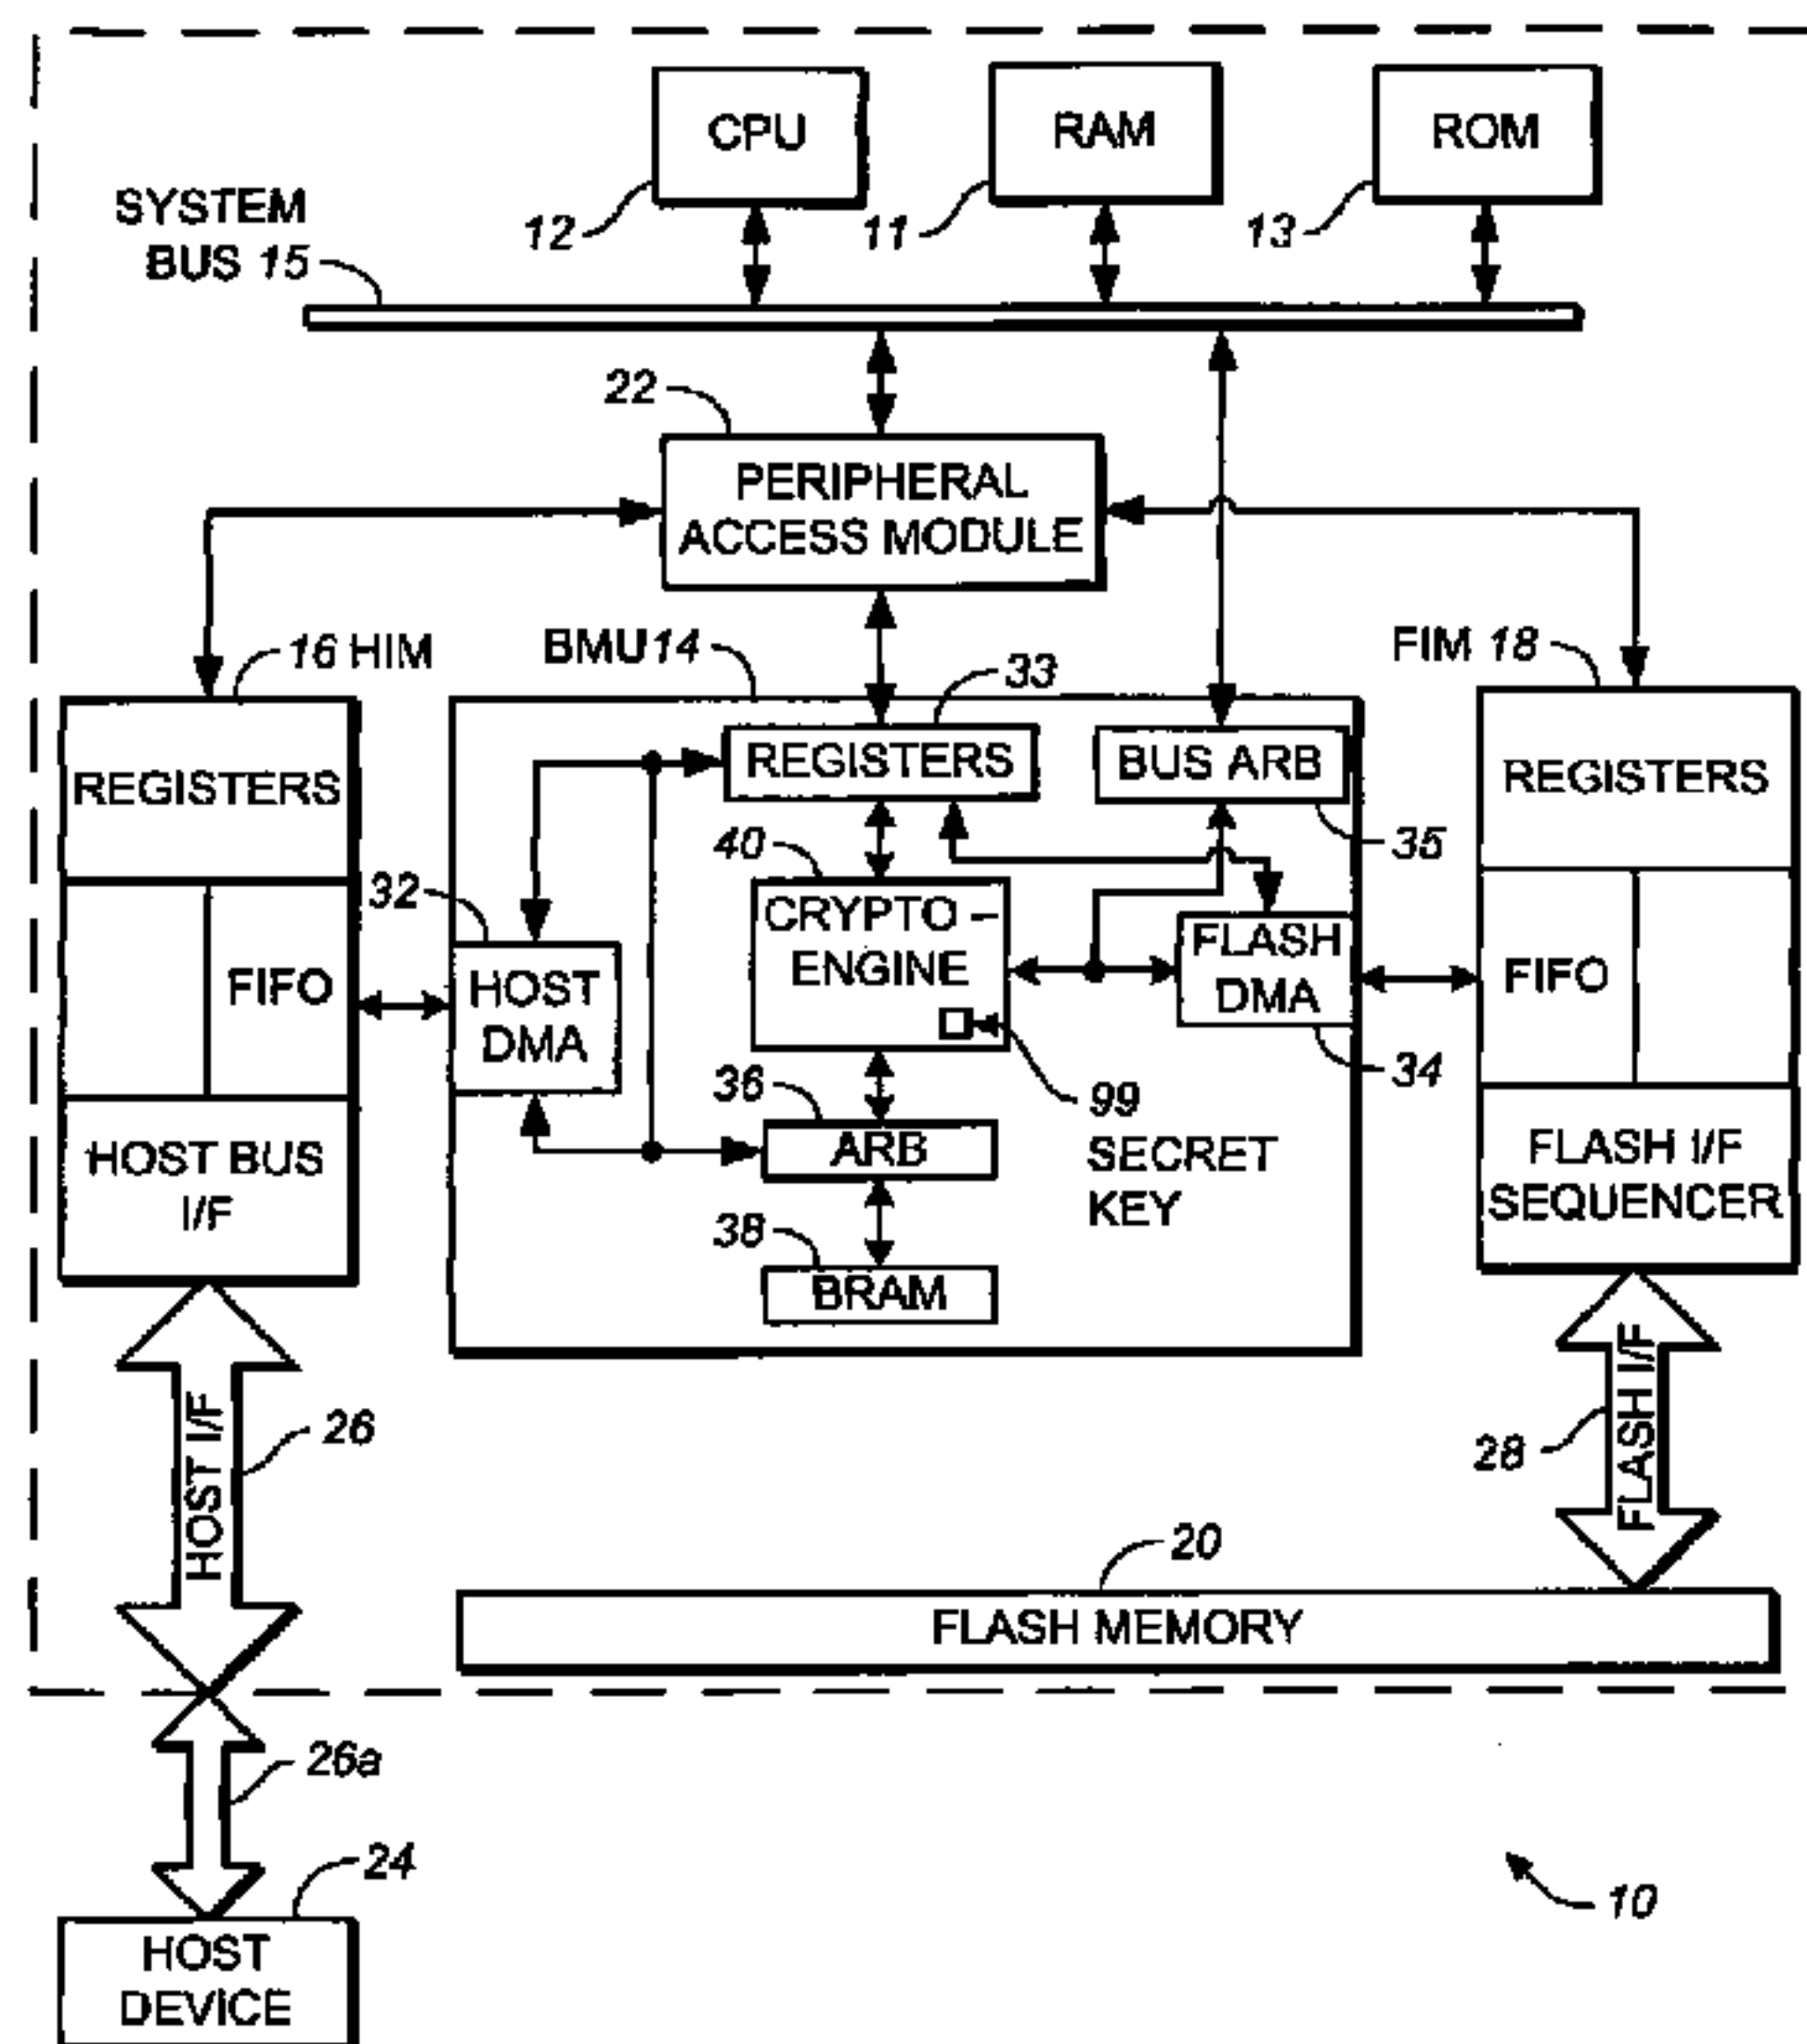 CPU
RAM
ROM
SYSTEM
BUS 15
12
11
13
22
PERIPHERAL
ACCESS MODULE
16 HIM
BMU 14
33
FIM 18
REGISTERS
REGISTERS
BUS ARB
REGISTERS
40
35
32
CRYPTO –
ENGINE
FLASH
DMA
FIFO
HOST
DMA
FIFO
34
36
99
SECRET
KEY
ARB
HOST BUS
I/F
FLASH I/F
SEQUENCER
38
BRAM
HOST I/F
26
28
FLASH I/F
20
FLASH MEMORY
26a
24
10
HOST
DEVICE